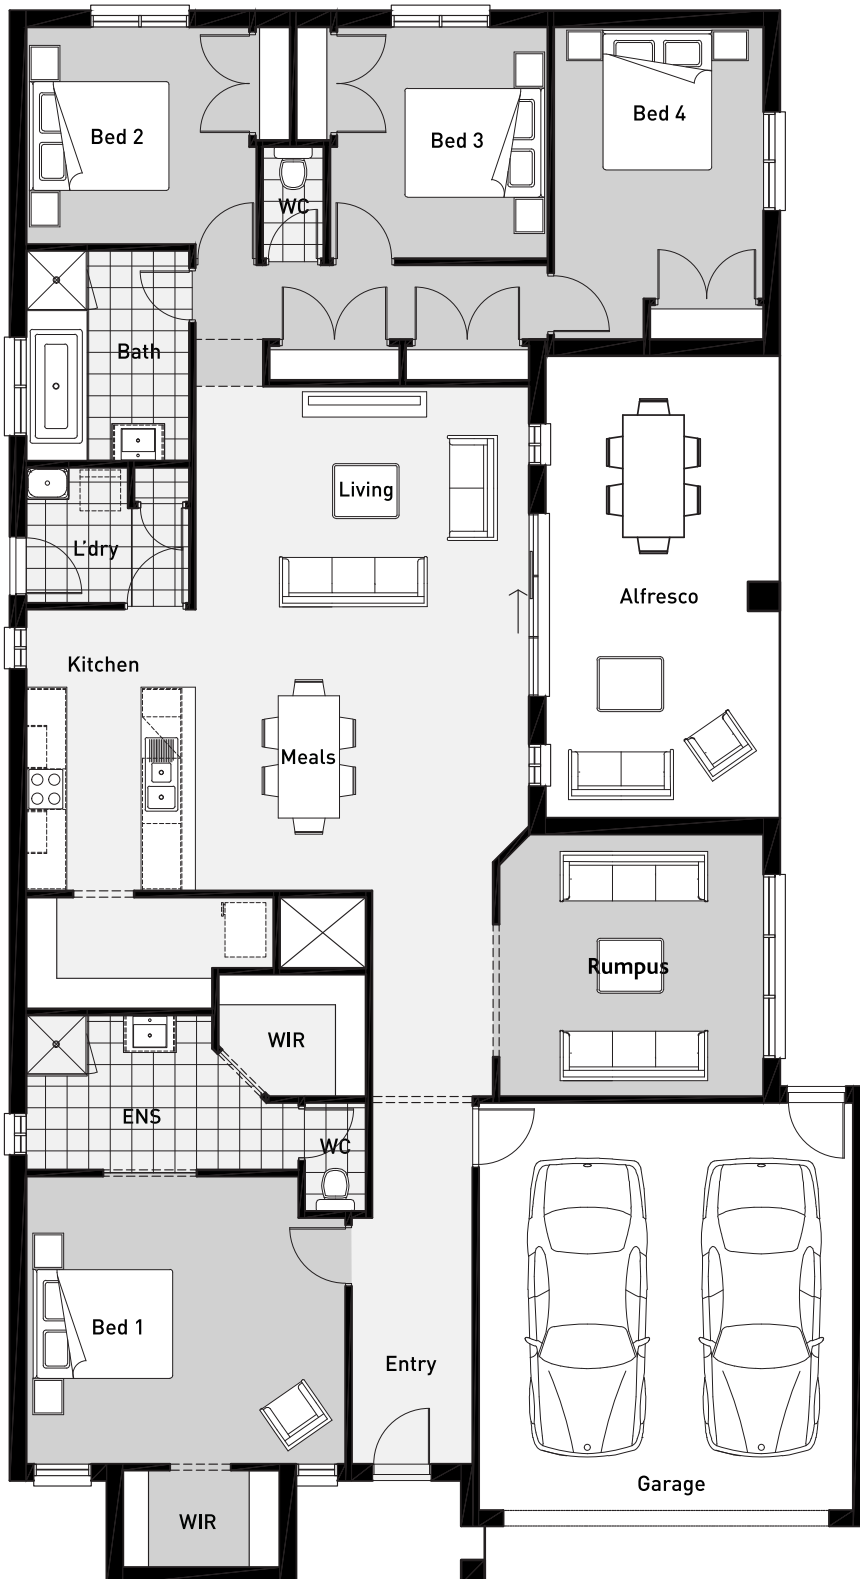 Bed 2
Bed 3
Bed 4
WC
Bath
Living
L'dry
Alfresco
Kitchen
Meals
Rumpus
WIR
ENS
WC
Bed 1
Entry
Garage
WIR